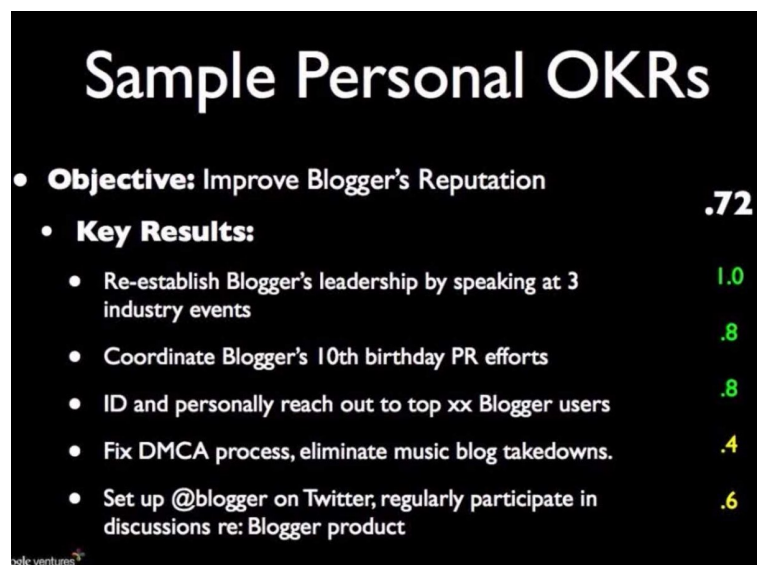 Sample Personal OKRs
• Objective: Improve Blogger's Reputation
.72
• Key Results:
• Re-establish Blogger's leadership by speaking at 3
industry events
1.0
• Coordinate Blogger's 10th birthday PR efforts
.8
• ID and personally reach out to top xx Blogger users
.8
• Fix DMCA process, eliminate music blog takedowns.
.4
• Set up @blogger on Twitter, regularly participate in
discussions re: Blogger product
.6
ventures